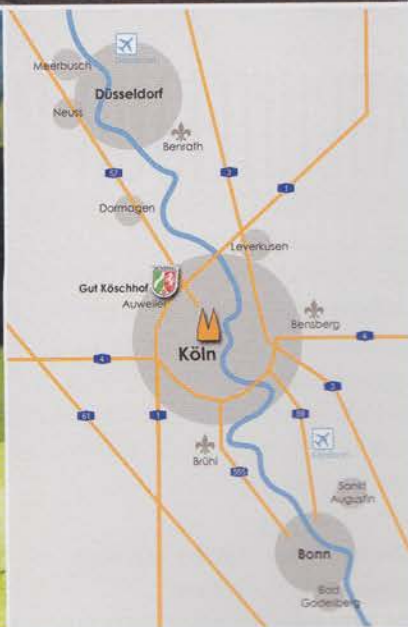 Meerbusch
Düsseldorf
Neuss
Benrath
57
3
1
Dormagen
Leverkusen
Gut Köschhof
Auweiler
Bensberg
Köln
4
4
61
1
59
3
Brühl
555
Sankt
Augustin
Bonn
Bad
Godesberg